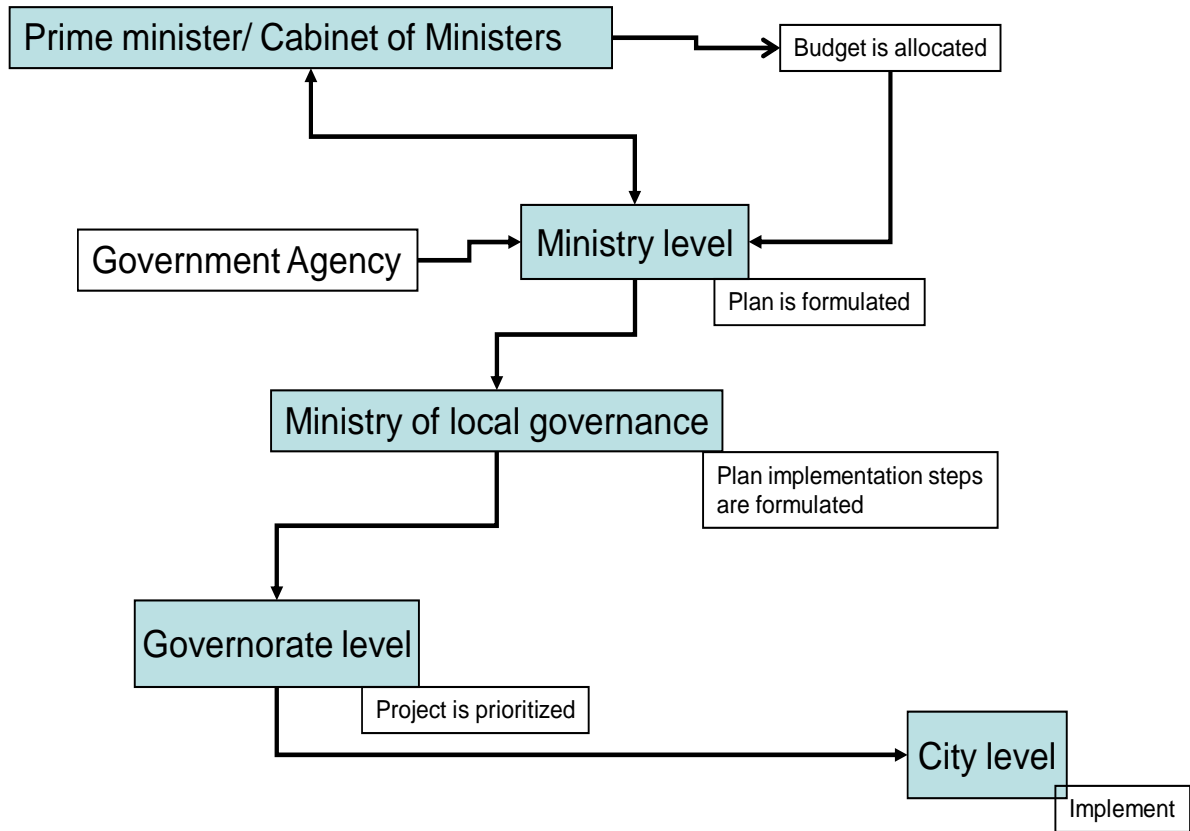 Prime minister/ Cabinet of Ministers
Budget is allocated
Ministry level
Government Agency
Plan is formulated
Ministry of local governance
Plan implementation steps
are formulated
Governorate level
Project is prioritized
City level
Implement